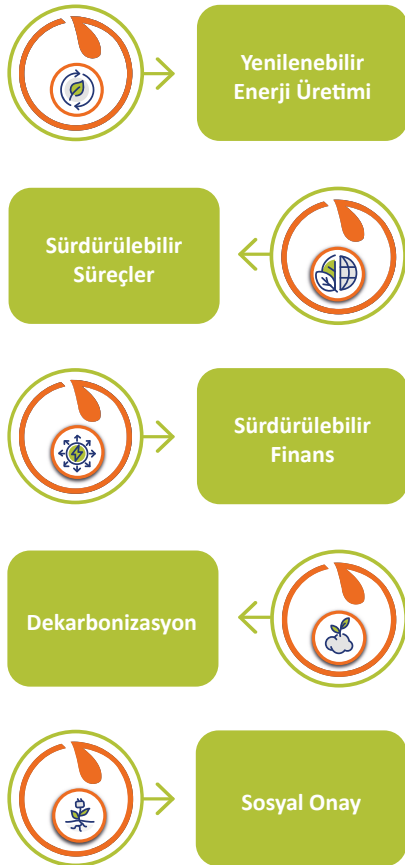 Yenilenebilir
Enerji Üretimi
Sürdürülebilir
Süreçler
Sürdürülebilir
Finans
Dekarbonizasyon
Sosyal Onay